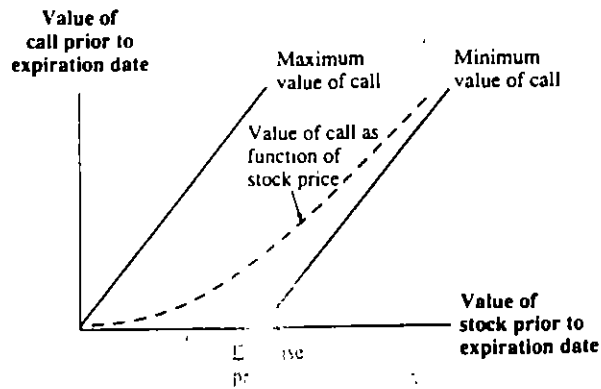 Value of
call prior to
expiration date
Maximum
value of call
Minimum
value of call
Value of call as
function of
stock price
Value of
stock prior to
expiration date